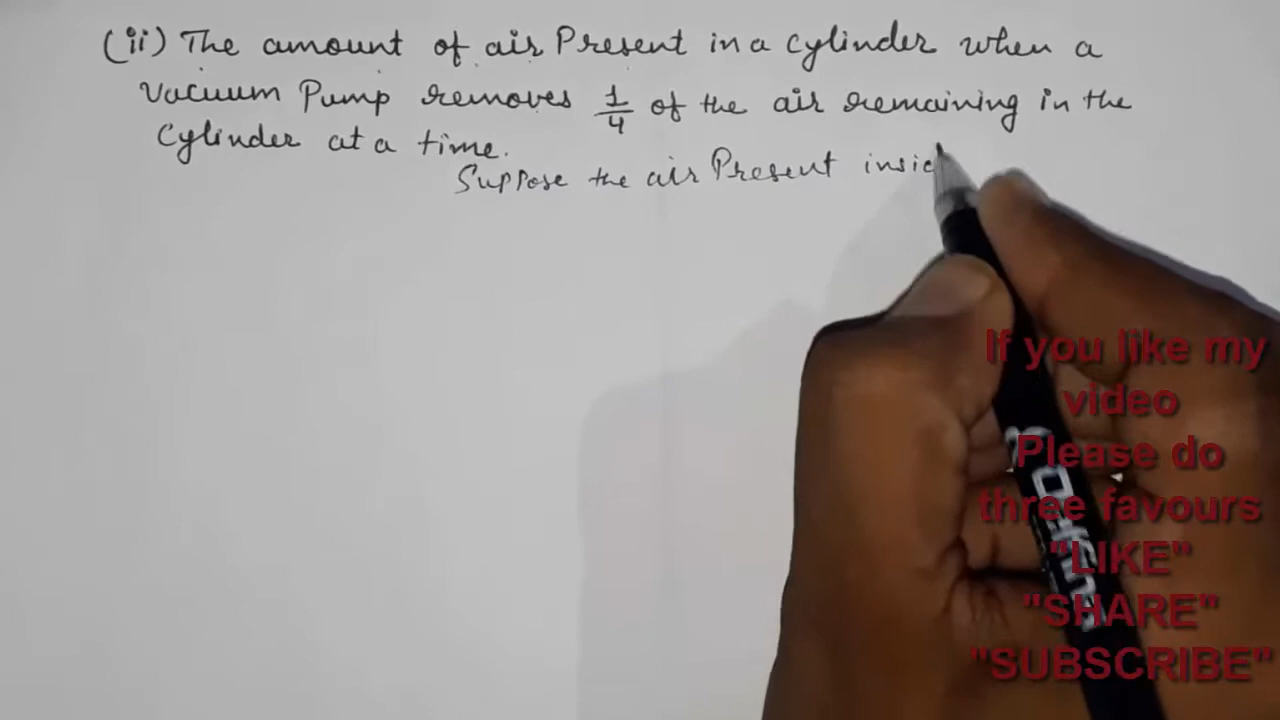 (ii) The amount of air Present in a cylinder when a
Vacuum Pump removes 1/4 of the air remaining in the
Cylinder at a time.
Suppose the air Present insid
If you like my
video
Please do
three favours
"LIKE"
"SHARE"
"SUBSCRIBE"